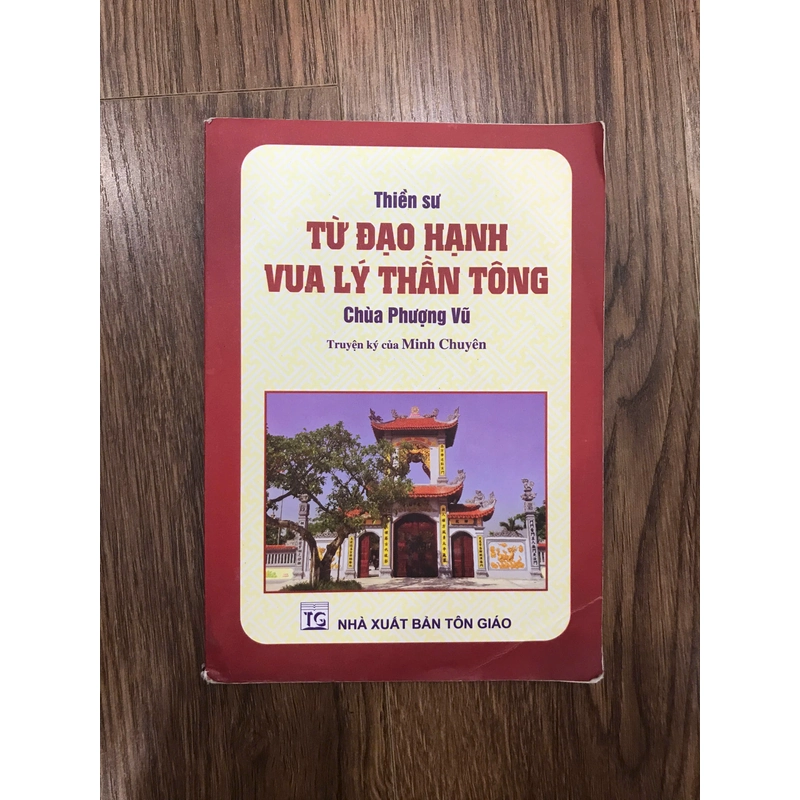 Thiền sư
TỪ ĐẠO HẠNH
VUA LÝ THẦN TÔNG
Chùa Phượng Vũ
Truyện ký của Minh Chuyên
TG
NHÀ XUẤT BẢN TÔN GIÁO